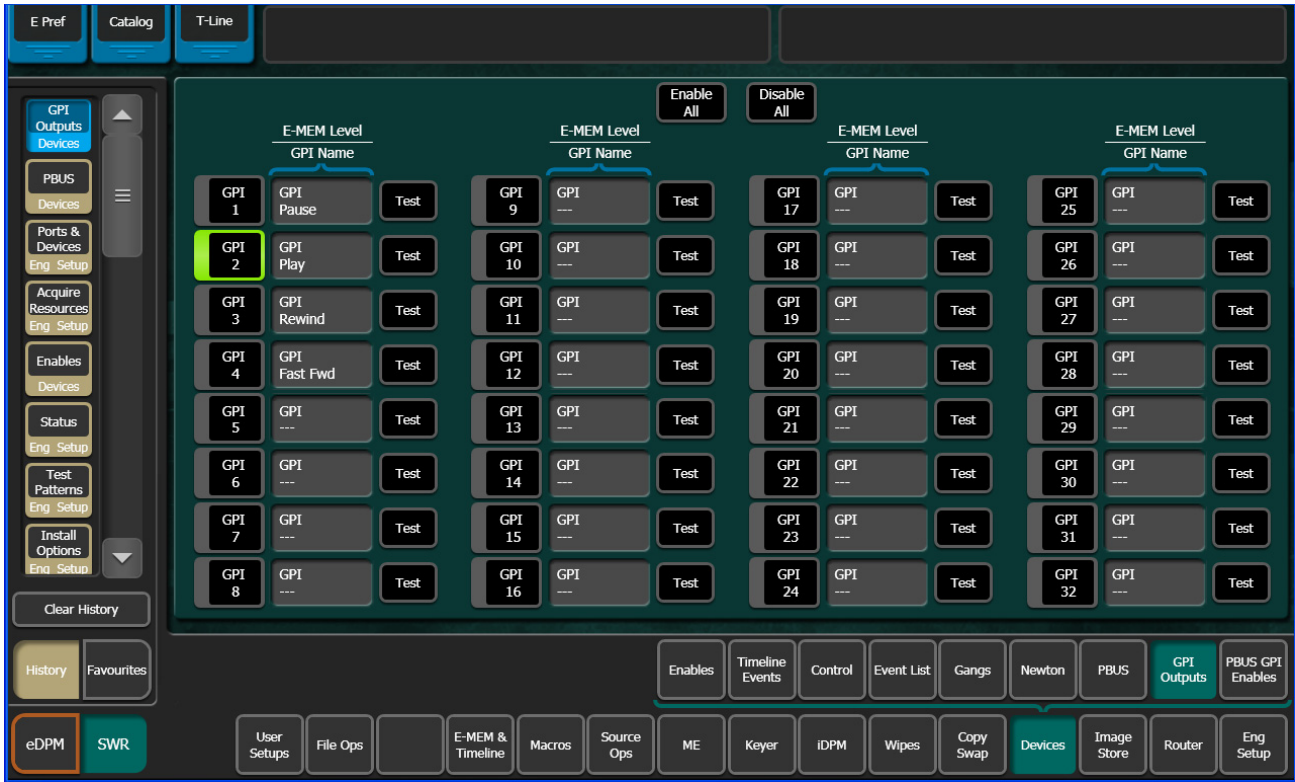 E Pref
Catalog
T-Line
GPI
Outputs
Devices
PBUS
Devices
Ports &
Devices
Eng Setup
Acquire
Resources
Eng Setup
Enables
Devices
Status
Eng Setup
Test
Patterns
Eng Setup
Install
Options
Eng Setup
Clear History
History
Favourites
eDPM
SWR
Enable
All
Disable
All
E-MEM Level
GPI Name
GPI
1
GPI
Pause
Test
GPI
2
GPI
Play
Test
GPI
3
GPI
Rewind
Test
GPI
4
GPI
Fast Fwd
Test
GPI
5
GPI
---
Test
GPI
6
GPI
---
Test
GPI
7
GPI
---
Test
GPI
8
GPI
---
Test
E-MEM Level
GPI Name
GPI
9
GPI
---
Test
GPI
10
GPI
---
Test
GPI
11
GPI
---
Test
GPI
12
GPI
---
Test
GPI
13
GPI
---
Test
GPI
14
GPI
---
Test
GPI
15
GPI
---
Test
GPI
16
GPI
---
Test
E-MEM Level
GPI Name
GPI
17
GPI
---
Test
GPI
18
GPI
---
Test
GPI
19
GPI
---
Test
GPI
20
GPI
---
Test
GPI
21
GPI
---
Test
GPI
22
GPI
---
Test
GPI
23
GPI
---
Test
GPI
24
GPI
---
Test
E-MEM Level
GPI Name
GPI
25
GPI
---
Test
GPI
26
GPI
---
Test
GPI
27
GPI
---
Test
GPI
28
GPI
---
Test
GPI
29
GPI
---
Test
GPI
30
GPI
---
Test
GPI
31
GPI
---
Test
GPI
32
GPI
---
Test
Enables
Timeline
Events
Control
Event List
Gangs
Newton
PBUS
GPI
Outputs
PBUS GPI
Enables
User
Setups
File Ops
E-MEM &
Timeline
Macros
Source
Ops
ME
Keyer
iDPM
Wipes
Copy
Swap
Devices
Image
Store
Router
Eng
Setup